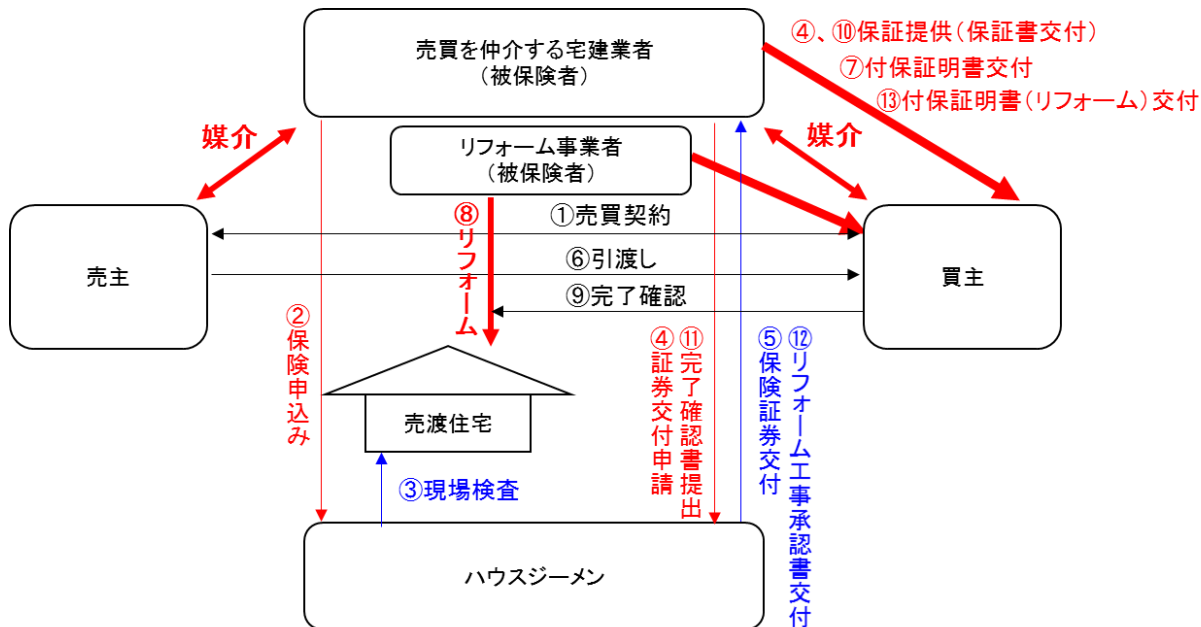 売買を仲介する宅建業者
(被保険者)
④、⑩保証提供(保証書交付)
⑦付保証明書交付
⑬付保証明書(リフォーム)交付
媒介
リフォーム事業者
(被保険者)
媒介
売主
①売買契約
⑥引渡し
⑨完了確認
買主
⑧リフォーム
②保険申込み
売渡住宅
③現場検査
④証券交付申請
⑪完了確認書提出
⑤保険証券交付
⑫リフォーム工事承認書交付
ハウスジーメン